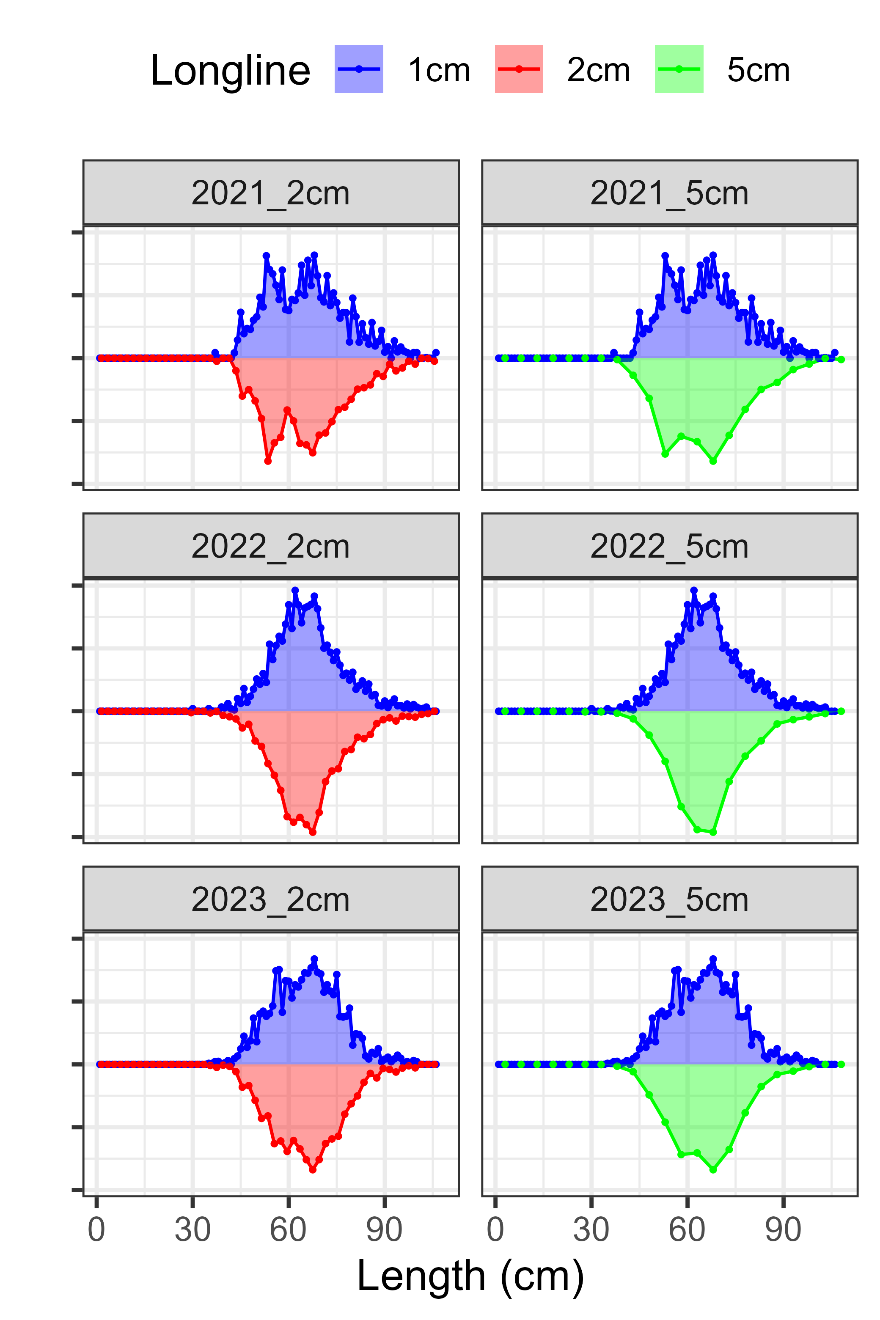 Longline 1cm 2cm 5cm
2021_2cm 2021_5cm
2022_2cm 2022_5cm
2023_2cm 2023_5cm
0 30 60 90 0 30 60 90
Length (cm)